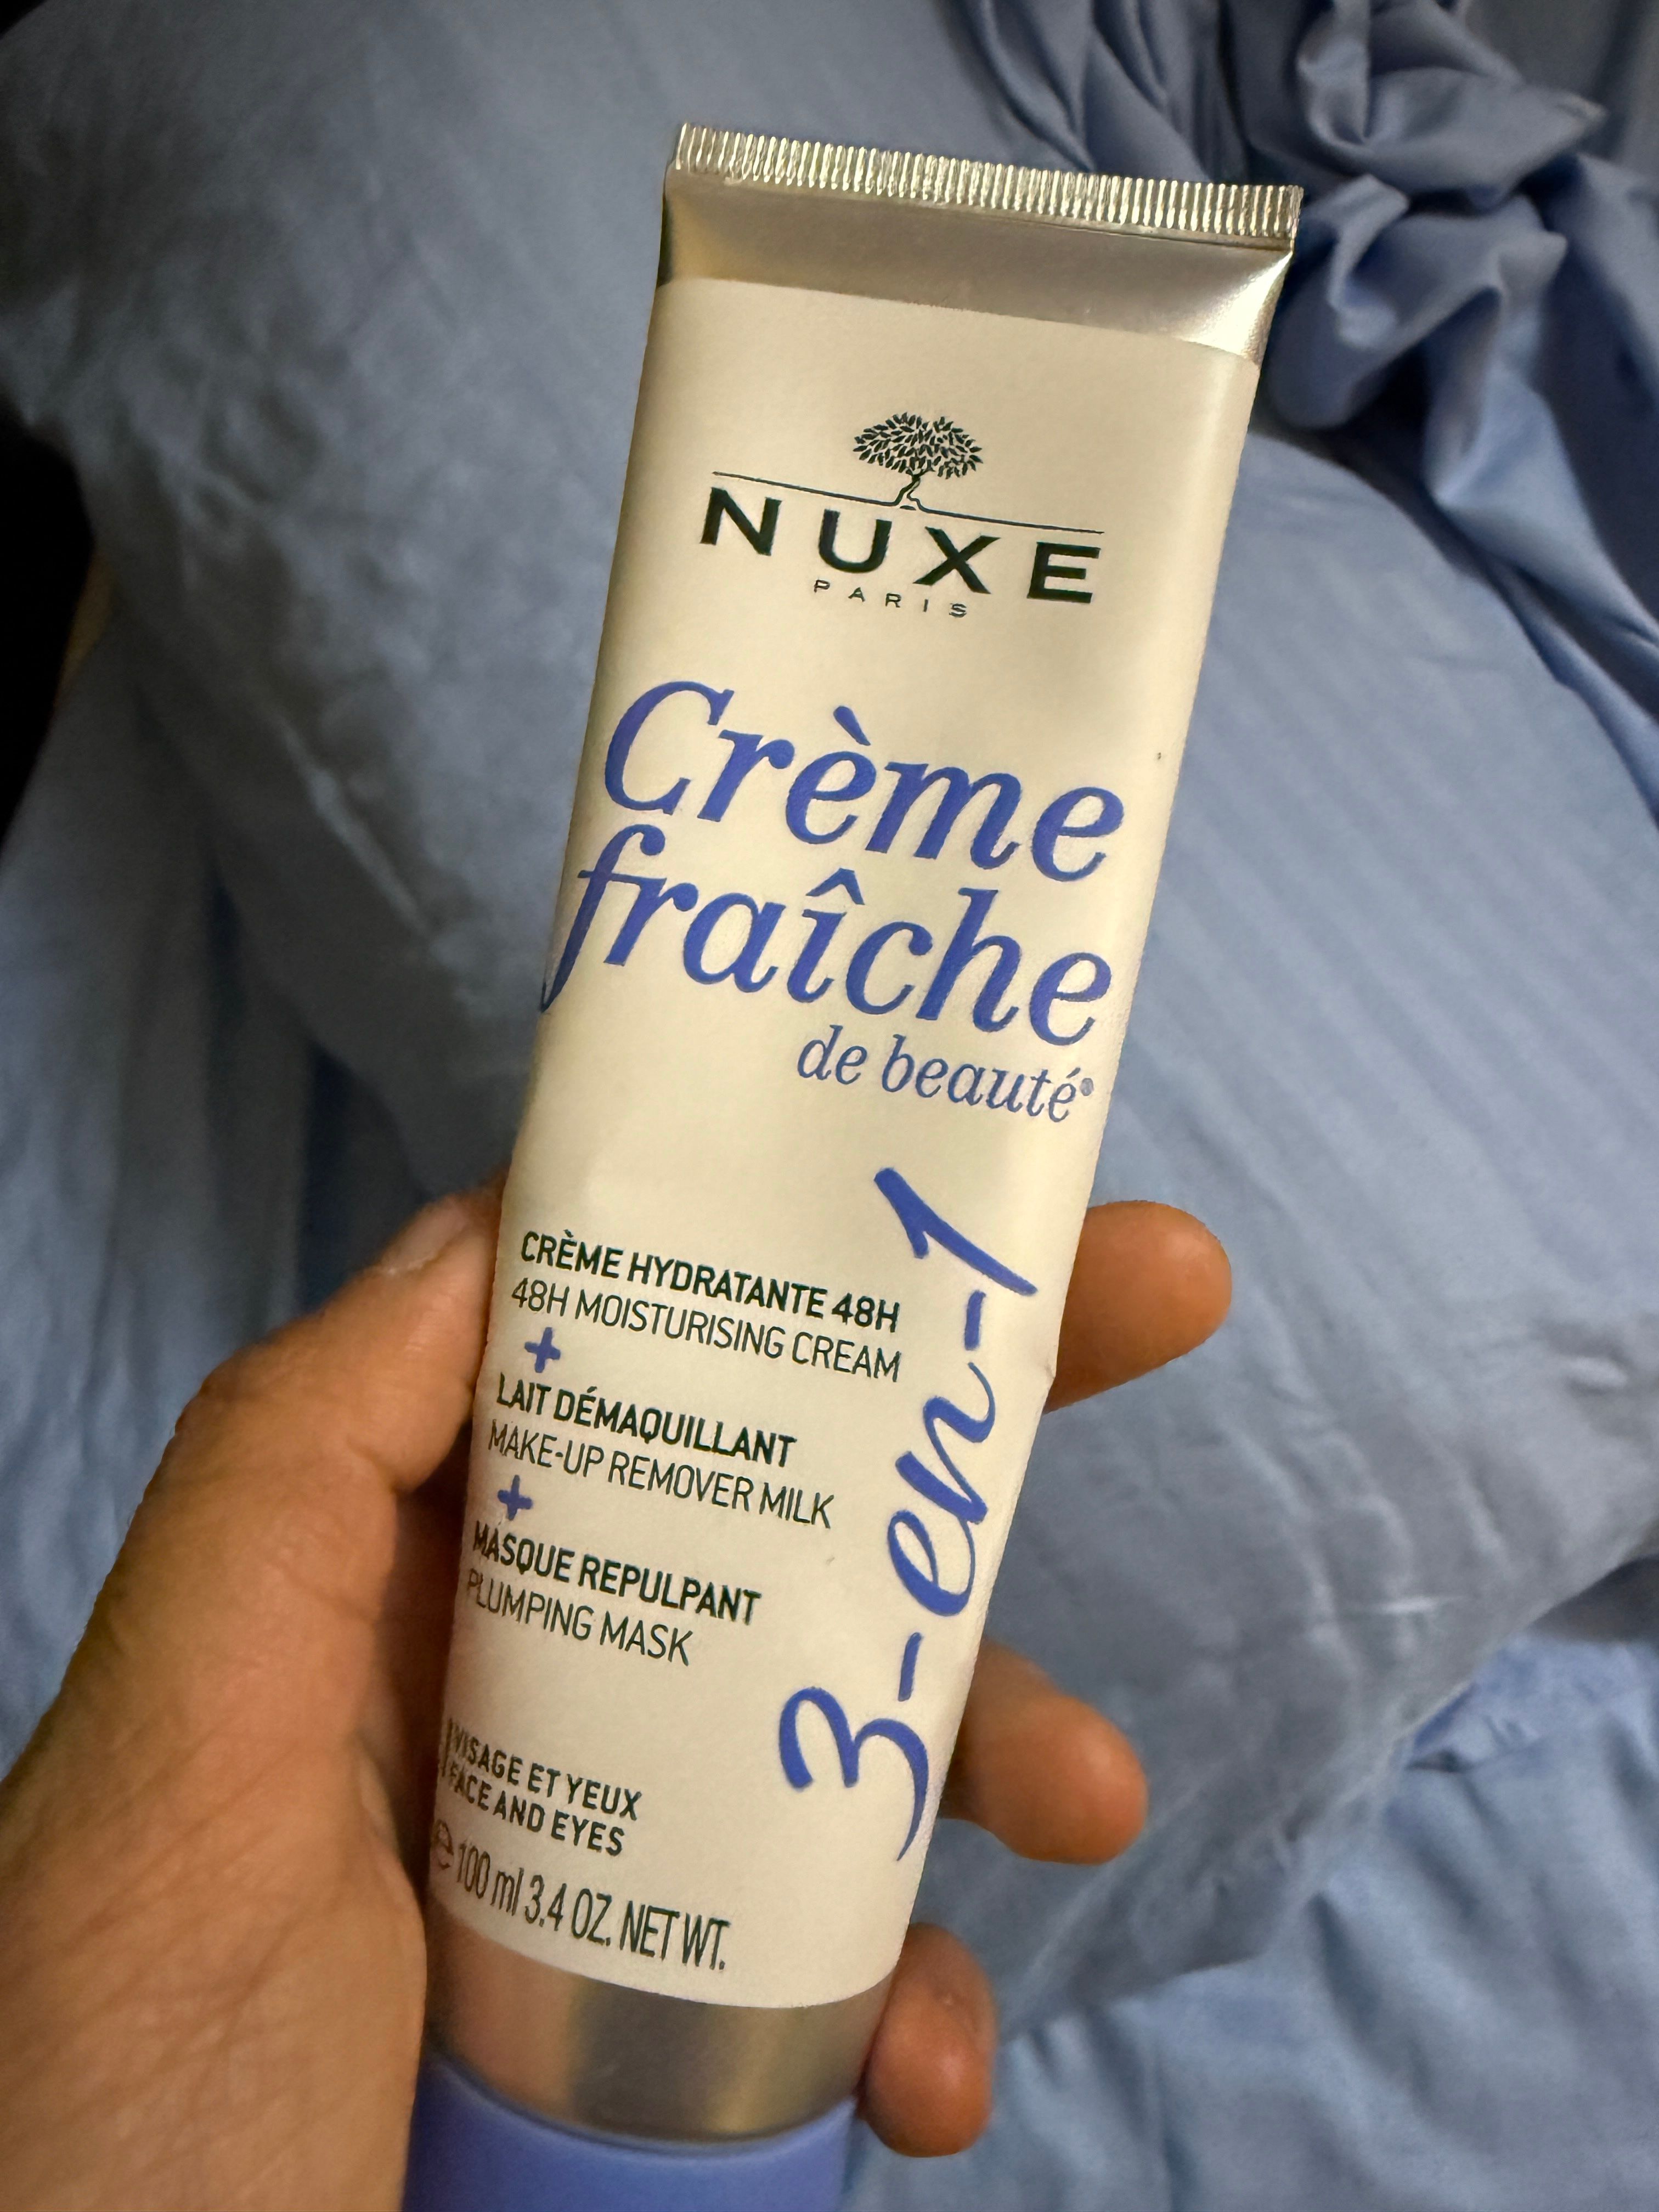 NUXE
PARIS
Crème
fraîche
de beauté®
3-en-1
CRÈME HYDRATANTE 48H
48H MOISTURISING CREAM
+
LAIT DÉMAQUILLANT
MAKE-UP REMOVER MILK
+
MASQUE REPULPANT
PLUMPING MASK
VISAGE ET YEUX
FACE AND EYES
℮ 100 ml 3.4 OZ. NET WT.